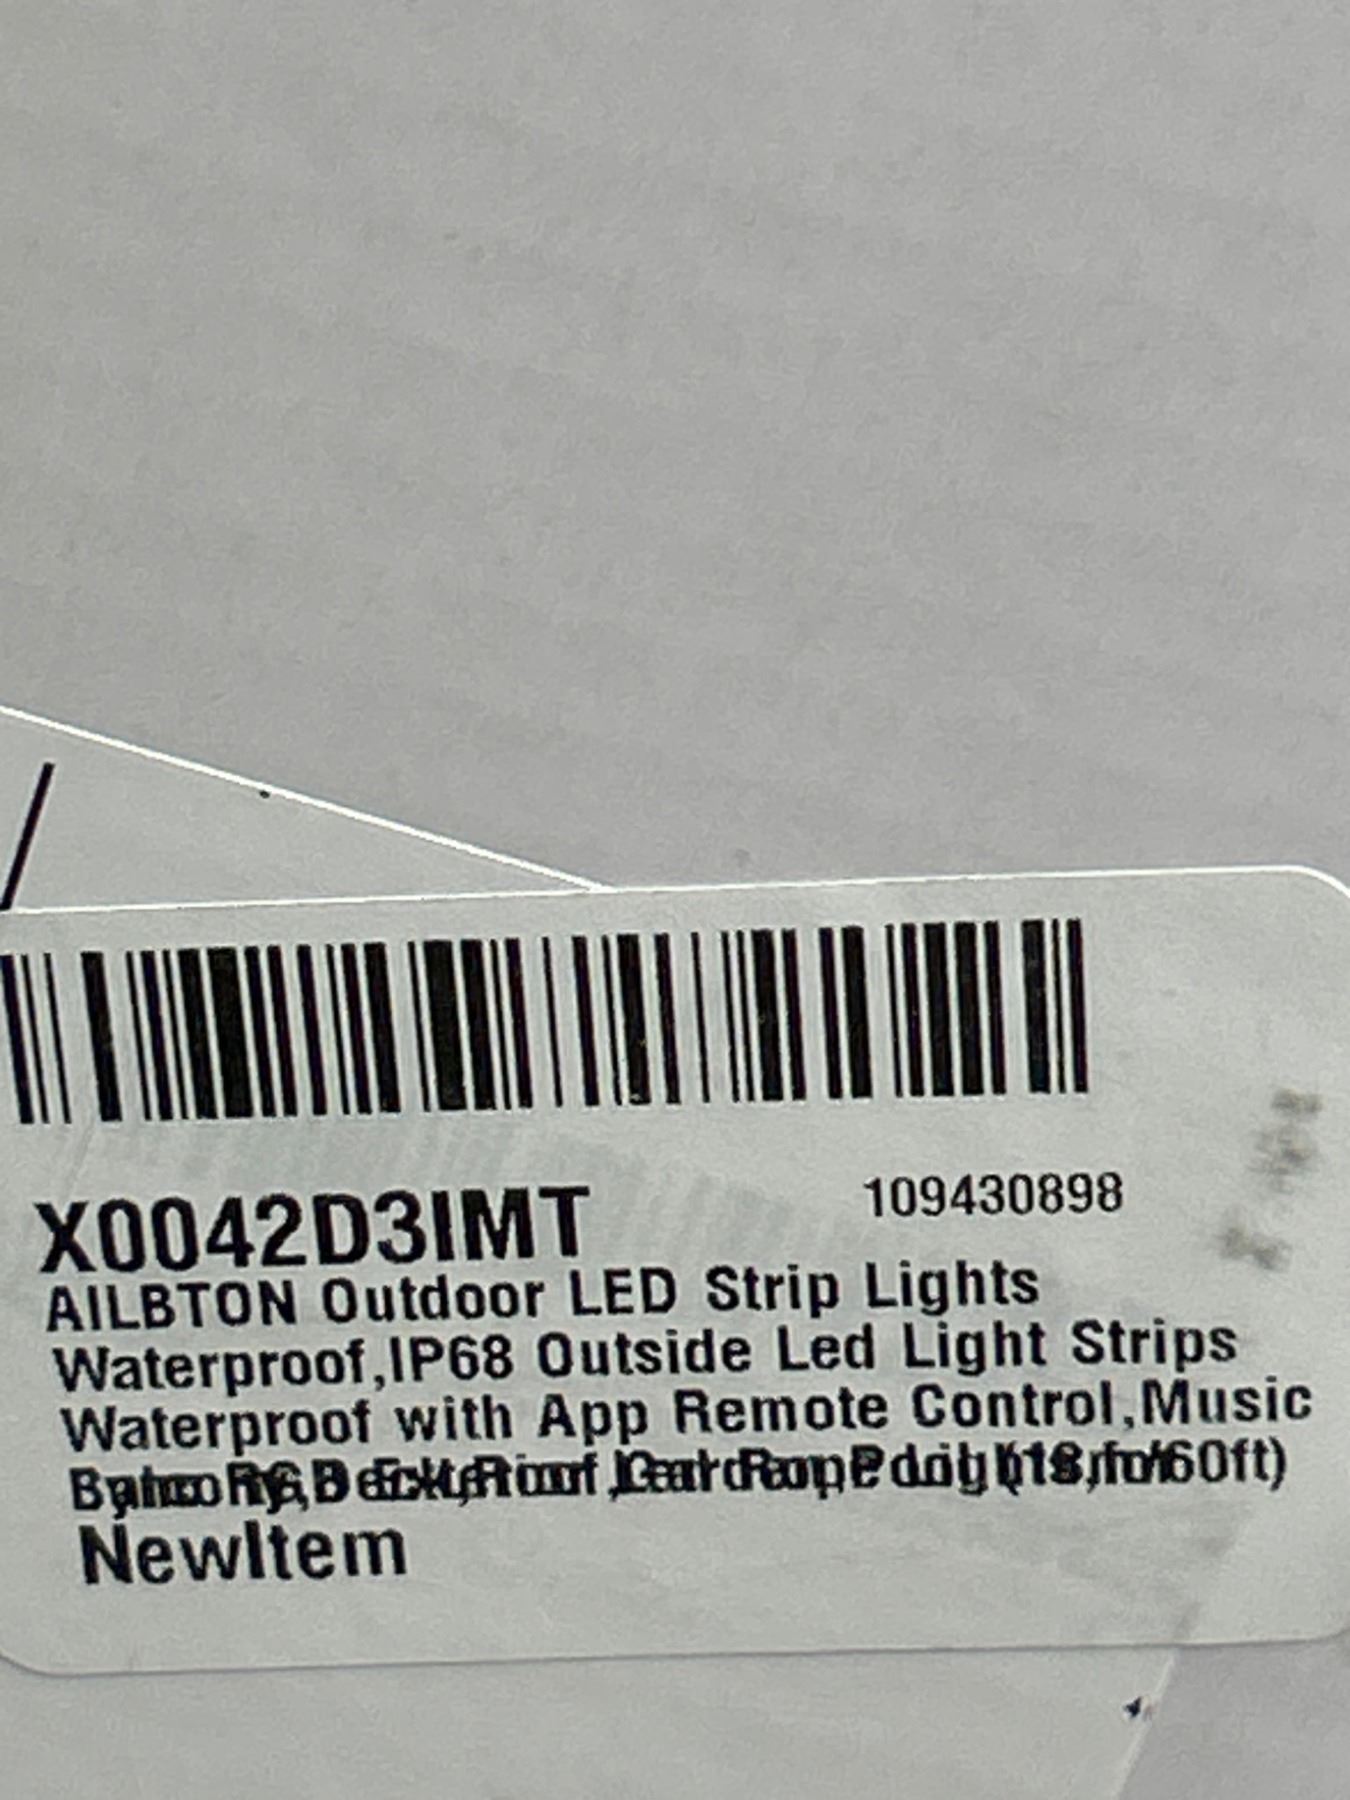 X0042D3IMT
109430898
AILBTON Outdoor LED Strip Lights
Waterproof,IP68 Outside Led Light Strips
Waterproof with App Remote Control,Music
60ft)
NewItem